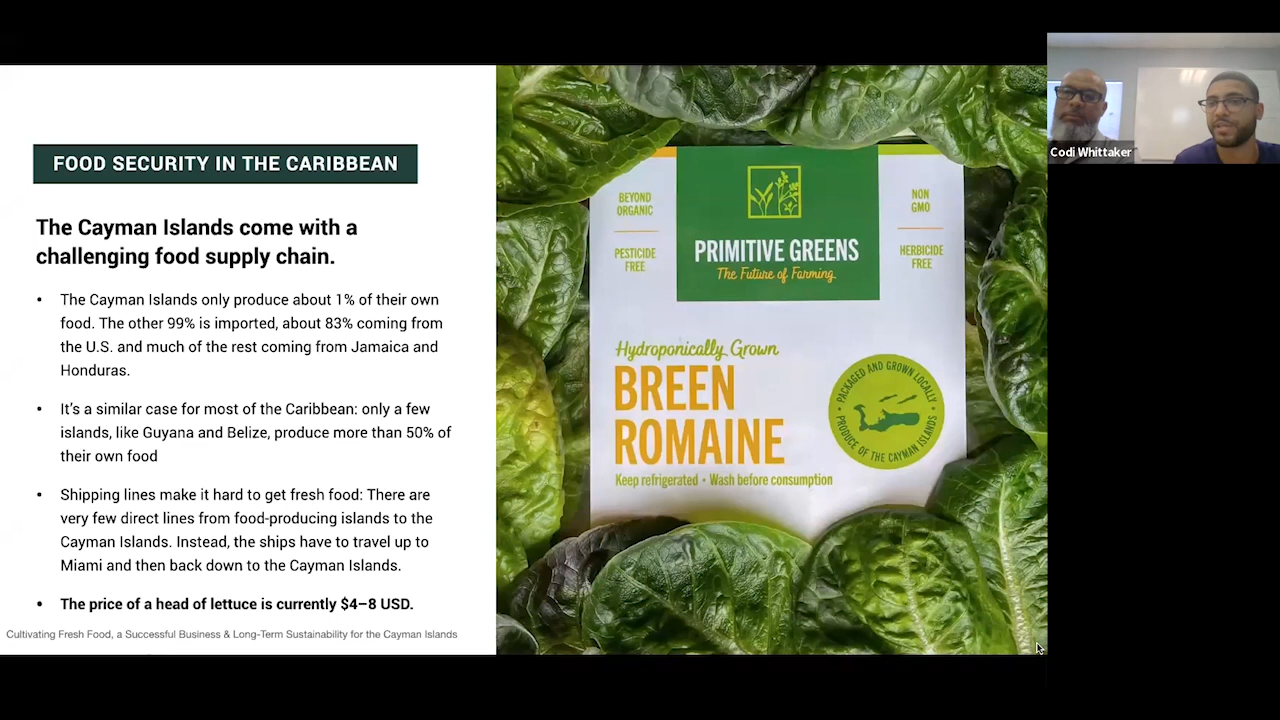 FOOD SECURITY IN THE CARIBBEAN
The Cayman Islands come with a
challenging food supply chain.
• The Cayman Islands only produce about 1% of their own
food. The other 99% is imported, about 83% coming from
the U.S. and much of the rest coming from Jamaica and
Honduras.
• It's a similar case for most of the Caribbean: only a few
islands, like Guyana and Belize, produce more than 50% of
their own food
• Shipping lines make it hard to get fresh food: There are
very few direct lines from food-producing islands to the
Cayman Islands. Instead, the ships have to travel up to
Miami and then back down to the Cayman Islands.
• The price of a head of lettuce is currently $4–8 USD.
Cultivating Fresh Food, a Successful Business & Long-Term Sustainability for the Cayman Islands
BEYOND
ORGANIC
PESTICIDE
FREE
PRIMITIVE GREENS
The Future of Farming
NON
GMO
HERBICIDE
FREE
Hydroponically Grown
BREEN
ROMAINE
Keep refrigerated • Wash before consumption
PACKAGED AND GROWN LOCALLY
PRODUCE OF THE CAYMAN ISLANDS
Codi Whittaker